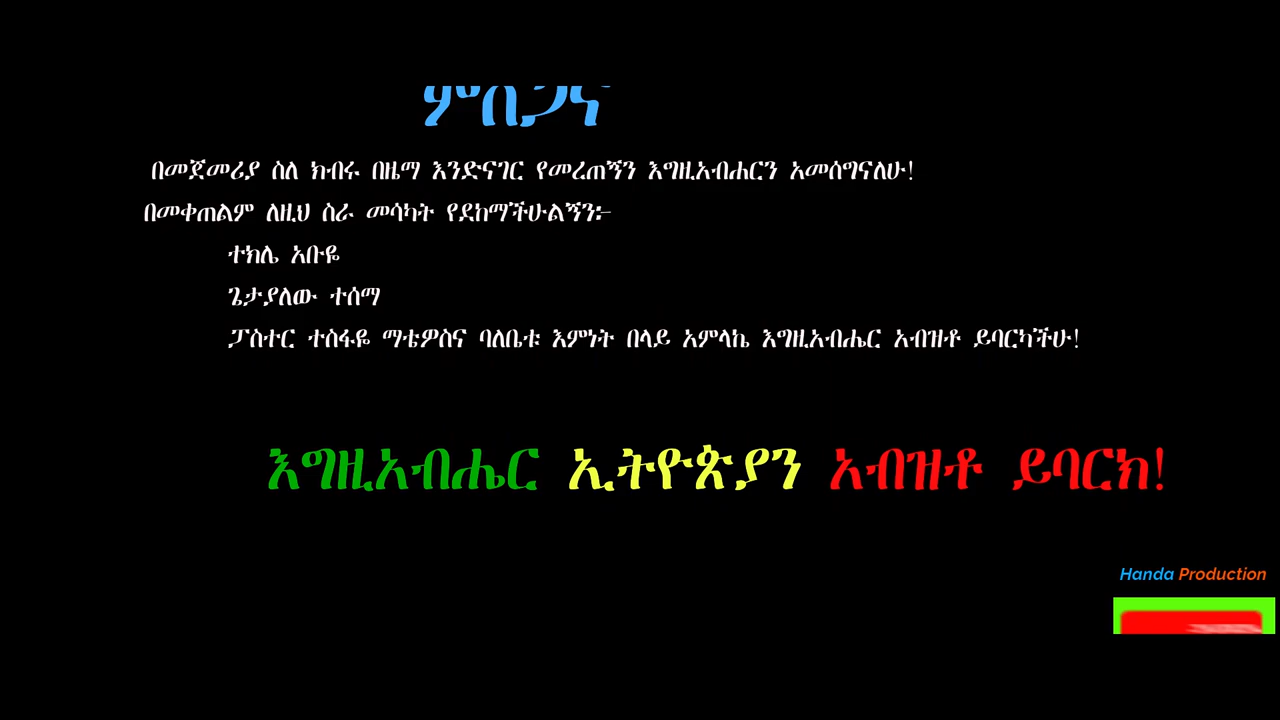 ምስጋና
በመጀመሪያ ስለ ክብሩ በዜማ እንድናገር የመረጠኝን እግዚአብሐርን አመሰግናለሁ!
በመቀጠልም ለዚህ ስራ መሳካት የደከማችሁልኝን፦
ተክሌ አቡዬ
ጌታያለው ተሰማ
ፓስተር ተስፋዬ ማቴዎስና ባለቤቱ እምነት በላይ አምላኬ እግዚአብሔር አብዝቶ ይባርካችሁ!
እግዚአብሔር ኢትዮጵያን አብዝቶ ይባርክ!
Handa Production